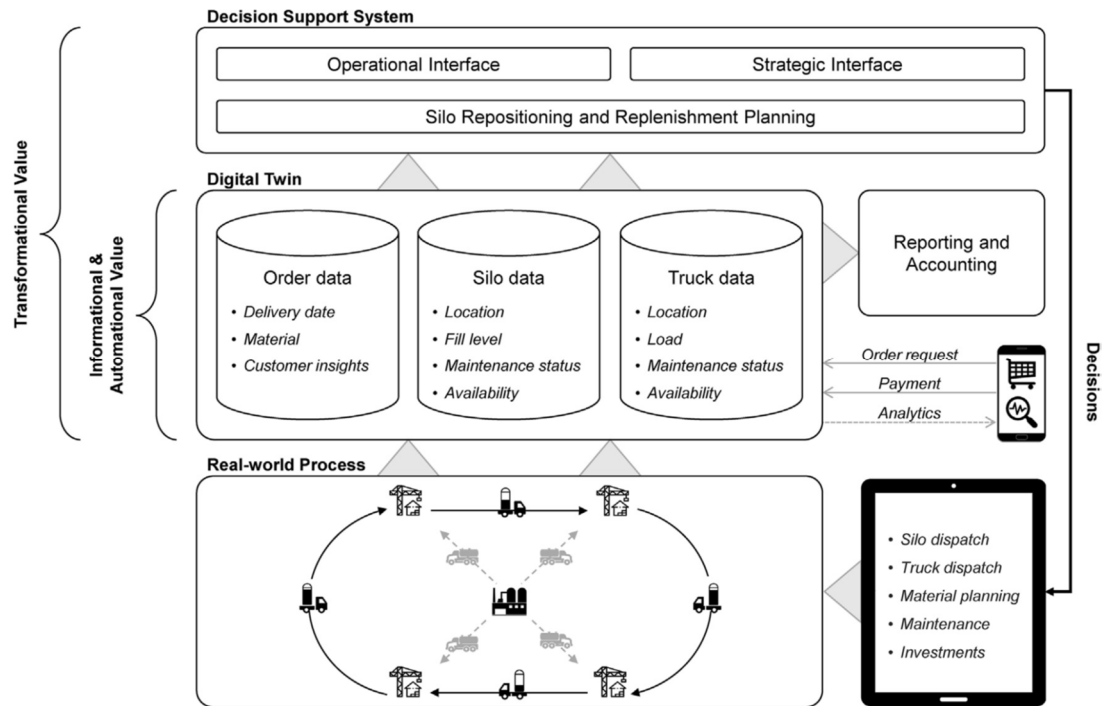 Decision Support System
Operational Interface
Strategic Interface
Silo Repositioning and Replenishment Planning
Transformational Value
Digital Twin
Informational &
Automational Value
Order data
• Delivery date
• Material
• Customer insights
Silo data
• Location
• Fill level
• Maintenance status
• Availability
Truck data
• Location
• Load
• Maintenance status
• Availability
Reporting and
Accounting
Order request
Payment
Analytics
Decisions
Real-world Process
• Silo dispatch
• Truck dispatch
• Material planning
• Maintenance
• Investments